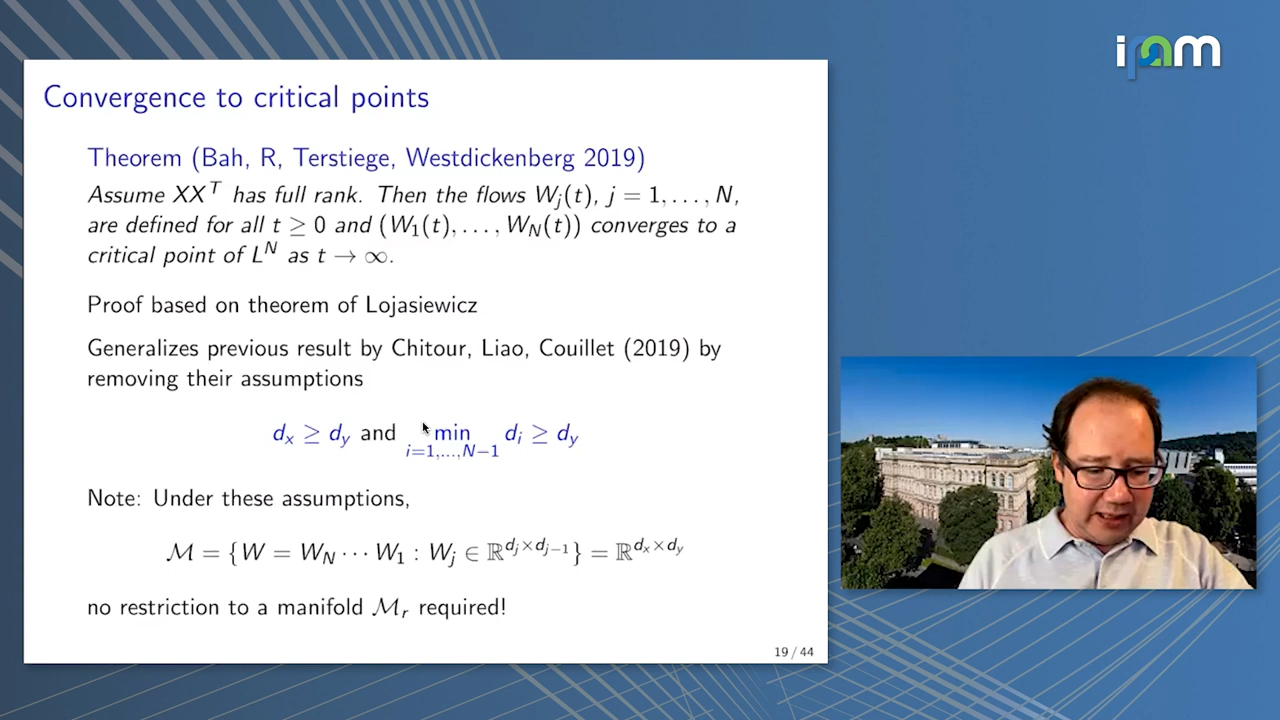 ipam
Convergence to critical points
Theorem (Bah, R, Terstiege, Westdickenberg 2019)
Assume XX^T has full rank. Then the flows W_j(t), j = 1, . . . , N,
are defined for all t ≥ 0 and (W_1(t), . . . , W_N(t)) converges to a
critical point of L^N as t → ∞.
Proof based on theorem of Lojasiewicz
Generalizes previous result by Chitour, Liao, Couillet (2019) by
removing their assumptions
d_x ≥ d_y and min_{i=1,...,N−1} d_i ≥ d_y
Note: Under these assumptions,
ℳ = {W = W_N · · · W_1 : W_j ∈ ℝ^{d_j×d_{j−1}}} = ℝ^{d_x×d_y}
no restriction to a manifold ℳ_r required!
19 / 44